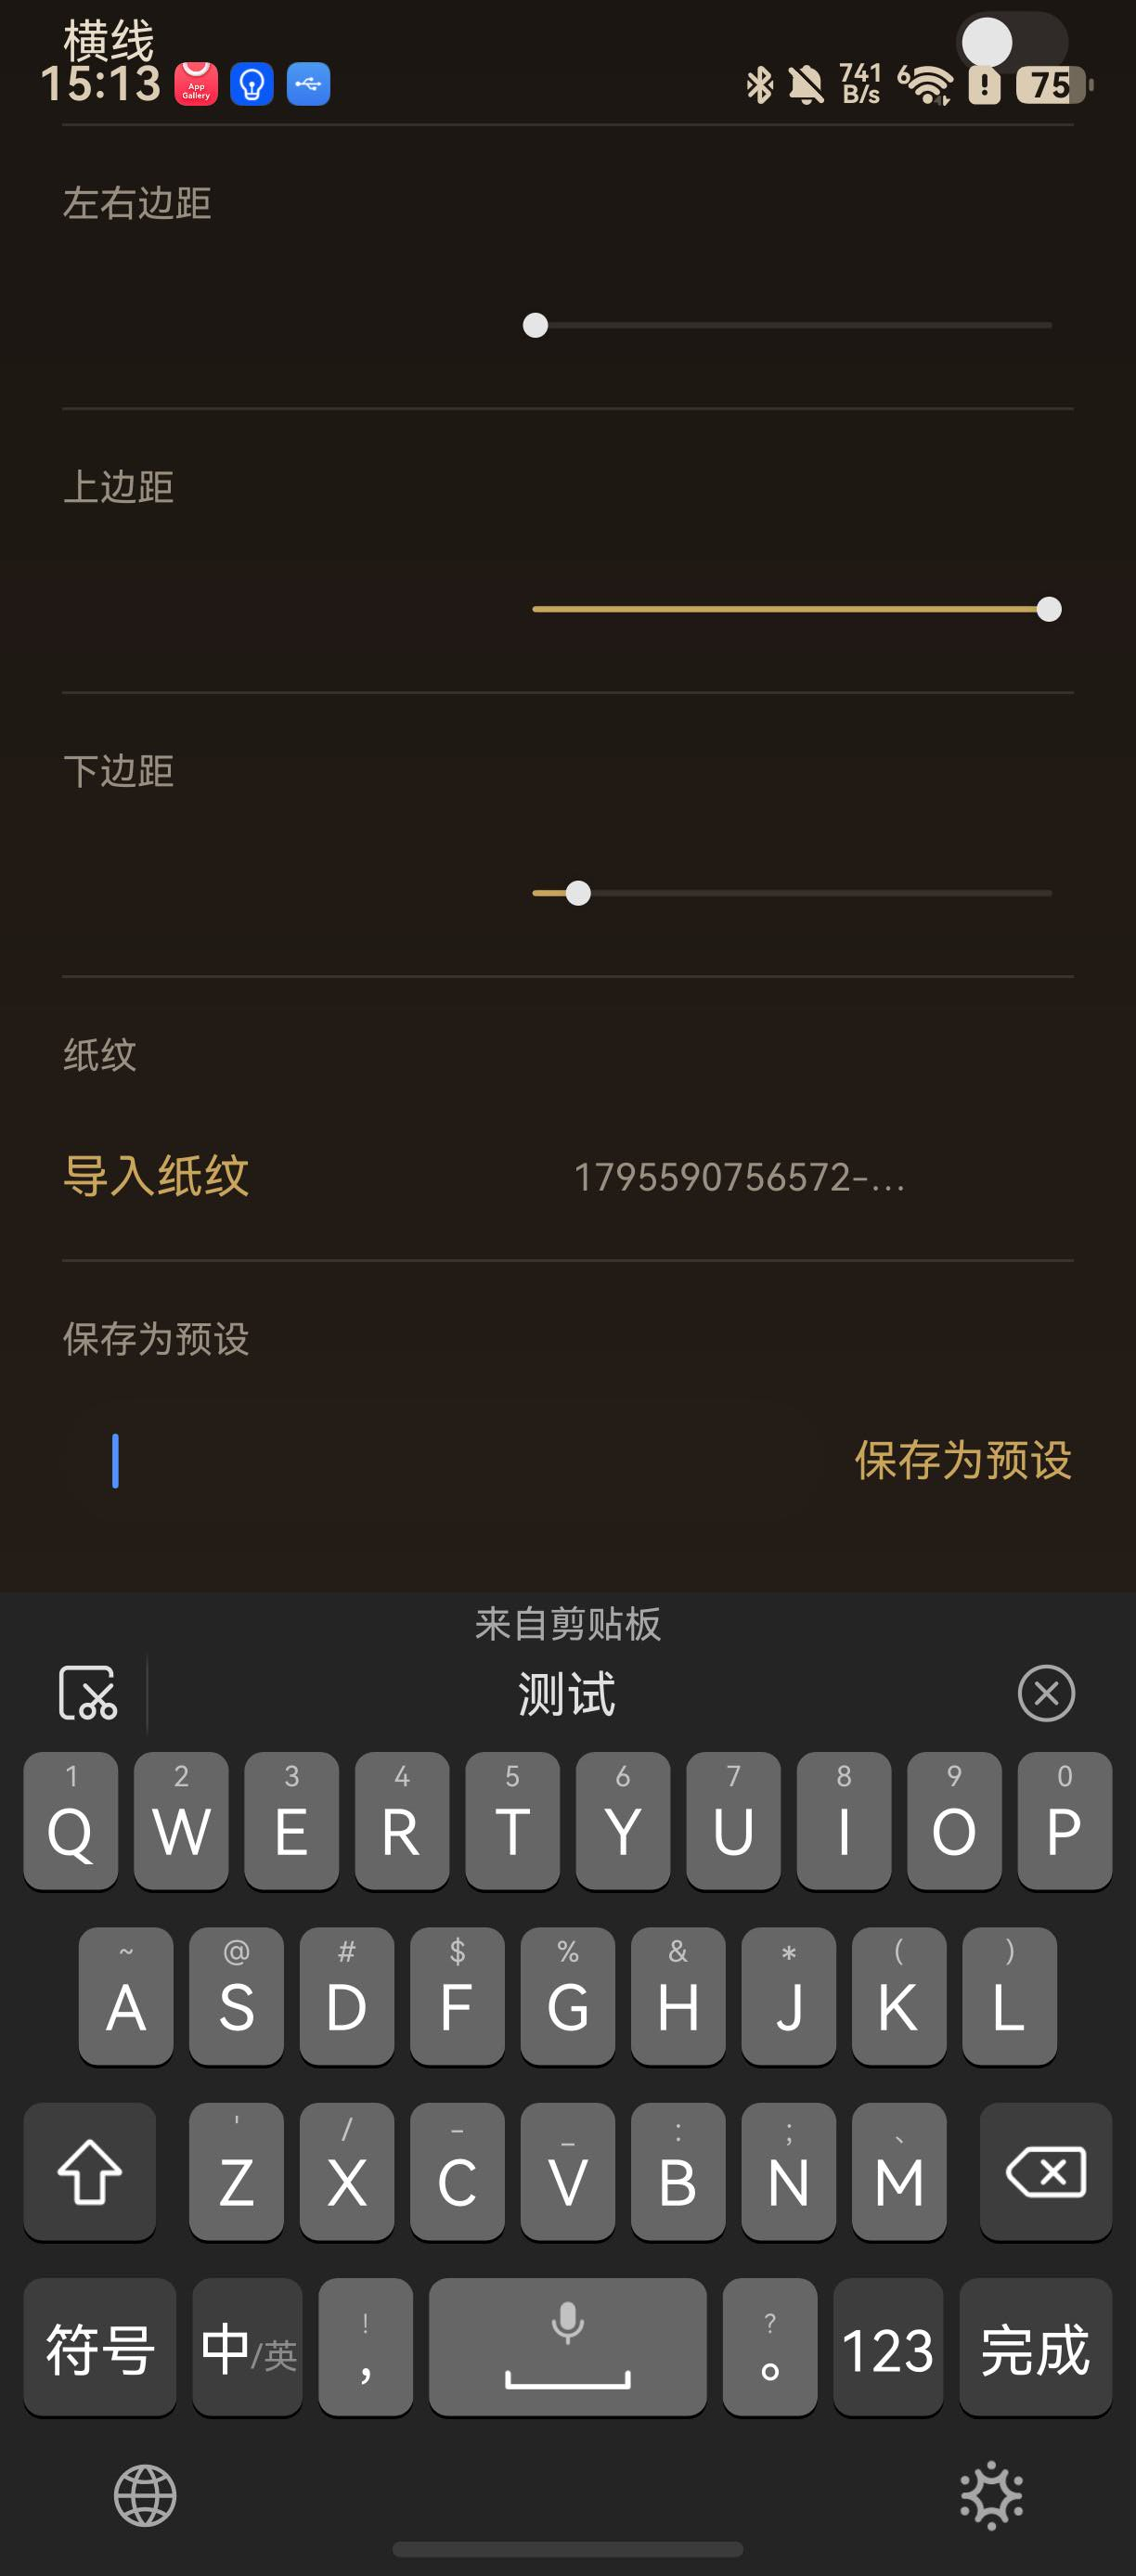 横线
15:13 App Gallery 741 B/s 6 75
左右边距
上边距
下边距
纸纹
导入纸纹 1795590756572-...
保存为预设
保存为预设
来自剪贴板
测试
1 2 3 4 5 6 7 8 9 0
Q W E R T Y U I O P
~ @ # $ % & * ( )
A S D F G H J K L
' / - _ : ; 、
Z X C V B N M
! ?
符号 中/英 , 。 123 完成